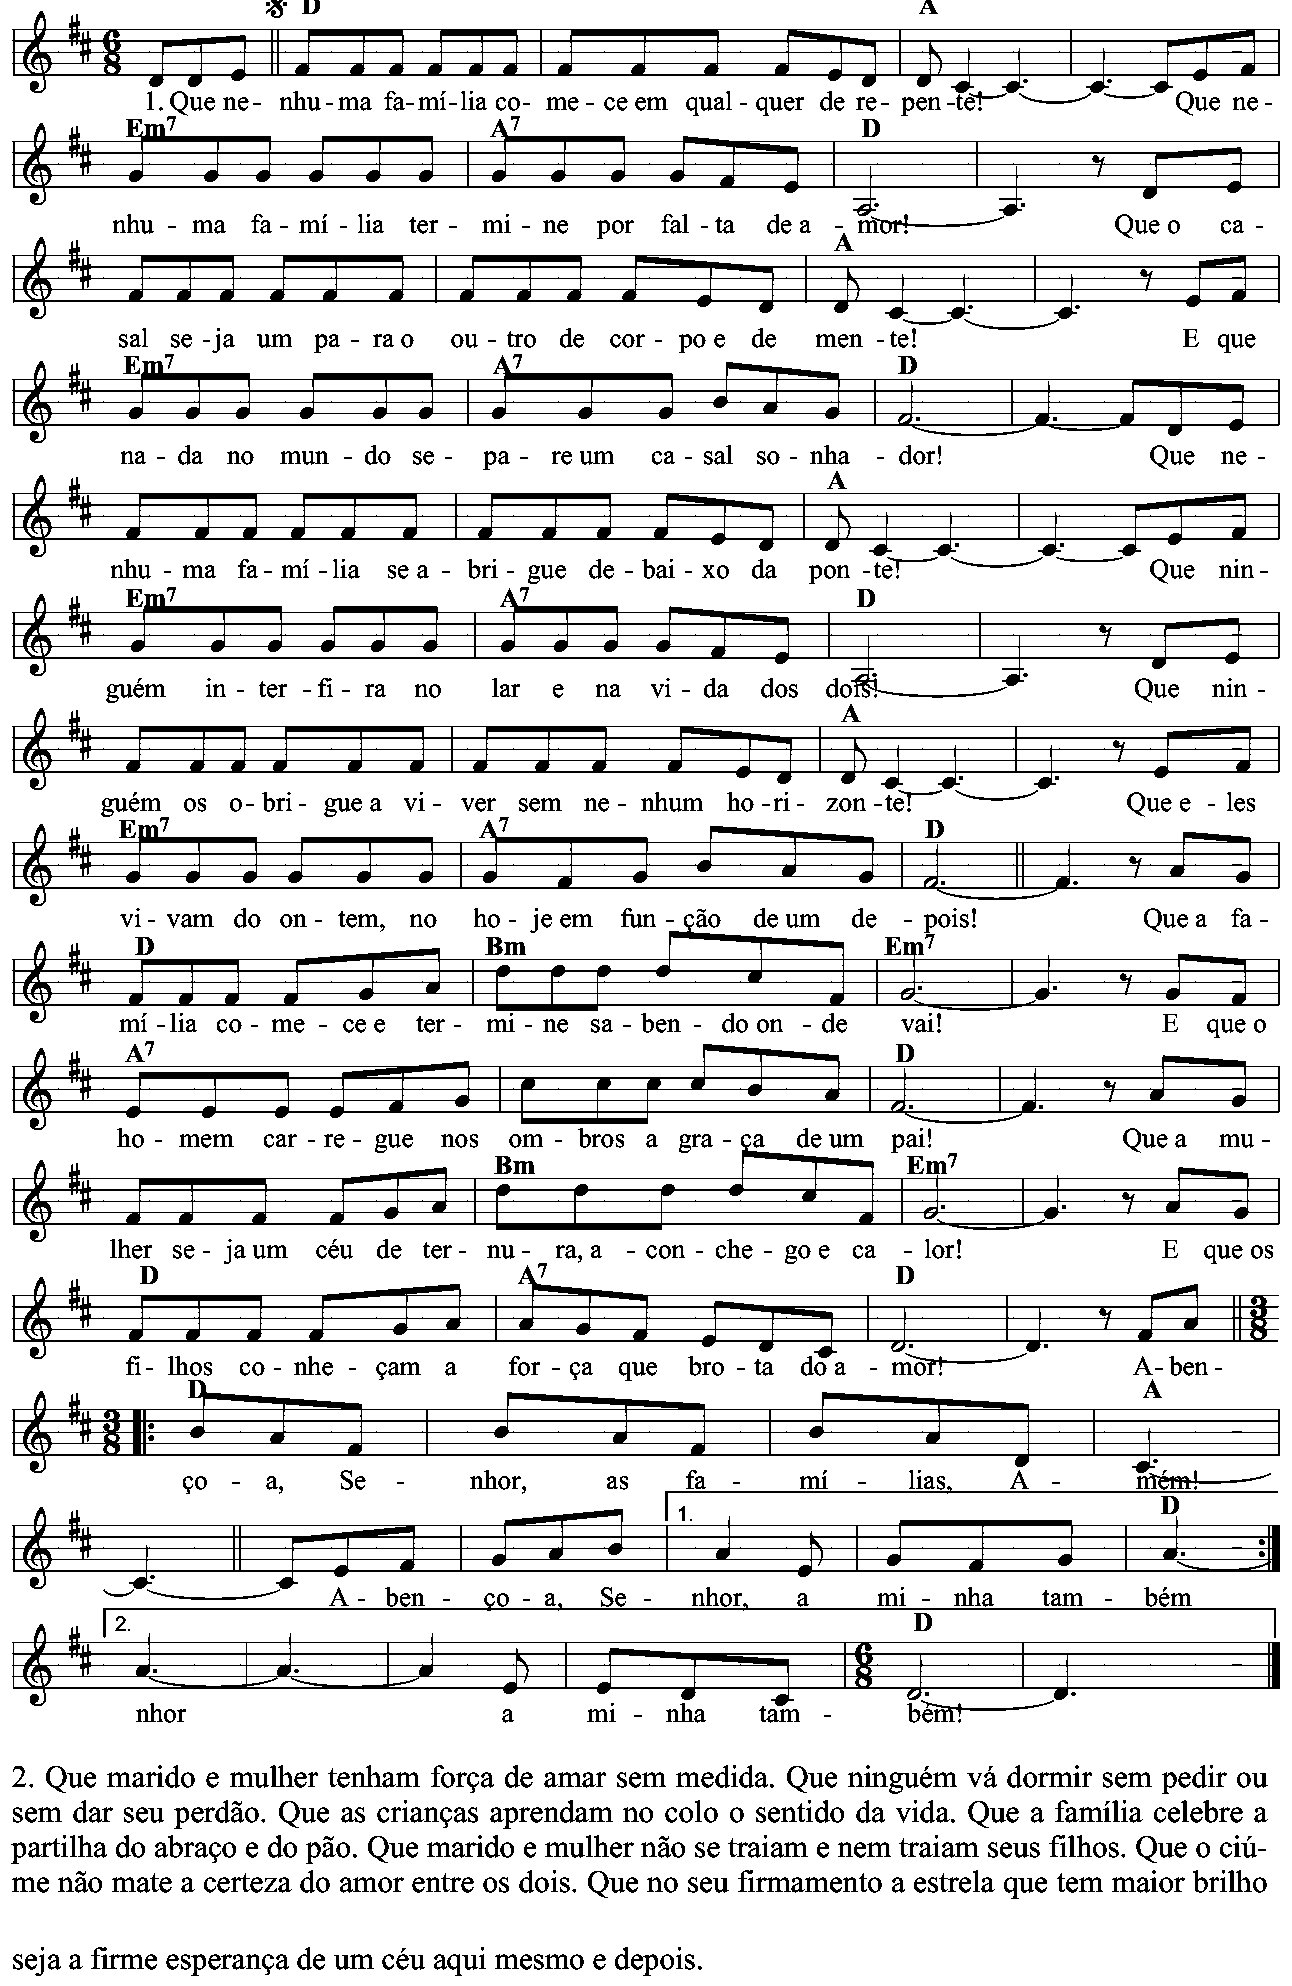 D A
1. Que ne- nhu-ma fa-mí-lia co- me-ce em qual-quer de re-pen-te! Que ne-
Em7 A7 D
nhu - ma fa - mí - lia ter - mi - ne por fal - ta de a - mor! Que o ca-
A
sal se -ja um pa-ra o ou-tro de cor-po e de men-te! E que
Em7 A7 D
na-da no mun-do se-pa-re um ca-sal so-nha-dor! Que ne-
A
nhu-ma fa-mí-lia se a-bri-gue de-bai-xo da pon-te! Que nin-
Em7 A7 D
guém in-ter-fi-ra no lar e na vi-da dos dois! Que nin-
A
guém os o-bri-gue a vi-ver sem ne-nhum ho-ri-zon-te! Que e-les
Em7 A7 D
vi-vam do on-tem, no ho-je em fun-ção de um de-pois! Que a fa-
D Bm Em7
mí-lia co-me-ce e ter-mi-ne sa-ben-do on-de vai! E que o
A7 D
ho-mem car-re-gue nos om-bros a gra-ça de um pai! Que a mu-
Bm Em7
lher se-ja um céu de ter-nu-ra, a-con-che-go e ca-lor! E que os
D A7 D
fi-lhos co-nhe-çam a for-ça que bro-ta do a-mor! A-ben-
D A
ço-a, Se-nhor, as fa-mí-lias, A-mém!
1. D
A-ben-ço-a, Se-nhor, a mi-nha tam-bém
2. D
nhor a mi-nha tam-bém!
2. Que marido e mulher tenham força de amar sem medida. Que ninguém vá dormir sem pedir ou
sem dar seu perdão. Que as crianças aprendam no colo o sentido da vida. Que a família celebre a
partilha do abraço e do pão. Que marido e mulher não se traiam e nem traiam seus filhos. Que o ciú-
me não mate a certeza do amor entre os dois. Que no seu firmamento a estrela que tem maior brilho
seja a firme esperança de um céu aqui mesmo e depois.